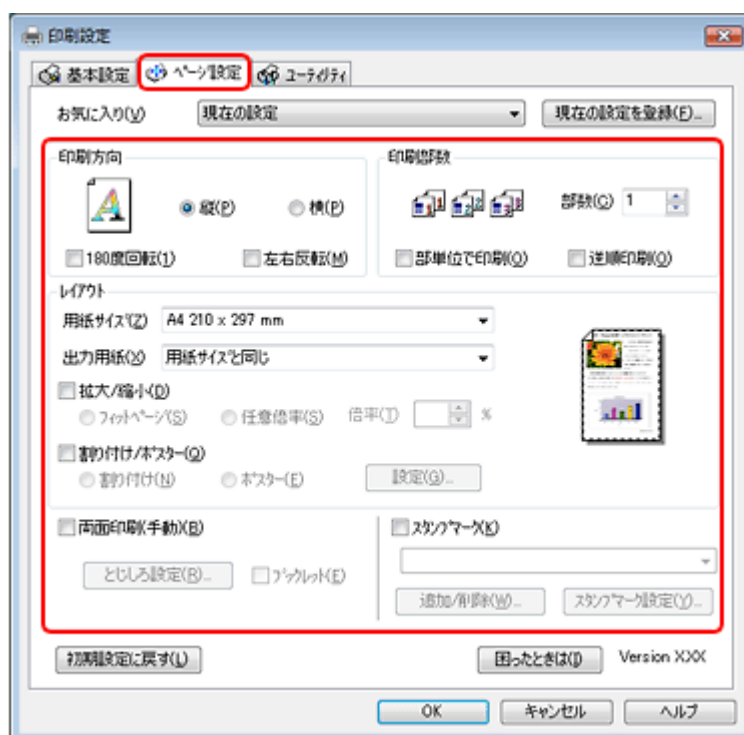 印刷設定
基本設定 ページ設定 ユーティリティ
お気に入り(V) 現在の設定 現在の設定を登録(F)...
印刷方向 印刷部数
縦(P) 横(P) 部数(C) 1
180度回転(1) 左右反転(M) 部単位で印刷(O) 逆順印刷(O)
レイアウト
用紙サイズ(Z) A4 210 x 297 mm
出力用紙(X) 用紙サイズと同じ
拡大/縮小(D)
フィットページ(S) 任意倍率(S) 倍率(T) %
割り付け/ポスター(Q)
割り付け(N) ポスター(E) 設定(G)...
両面印刷(手動)(B) スタンプマーク(K)
とじしろ設定(R)... ブックレット(E)
追加/削除(W)... スタンプマーク設定(Y)...
初期設定に戻す(L) 困ったときは(I) Version XXX
OK キャンセル ヘルプ